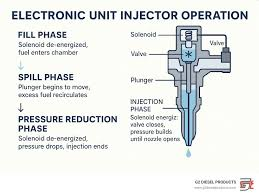 ELECTRONIC UNIT INJECTOR OPERATION
FILL PHASE
Solenoid de-energized,
fuel enters chamber
SPILL PHASE
Plunger begins to move,
excess fuel recirculates
PRESSURE REDUCTION
PHASE
Solenoid de-energized,
pressure drops, injection ends
Solenoid
Valve
Plunger
INJECTION
PHASE
Solenoid energiz:
valve closes,
pressure builds
until nozzle opens
G2 DIESEL PRODUCTS